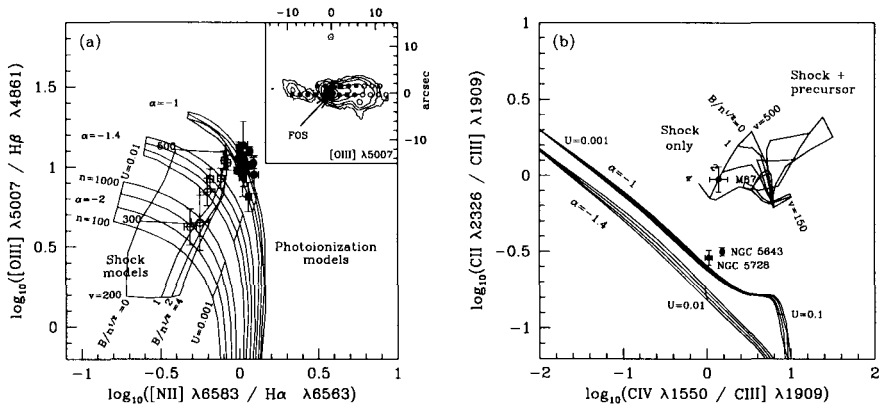 (a)
−10 0 10
10
0
−10
arcsec
FOS
[OIII] λ5007
1.5
1
0.5
0
log10([OIII] λ5007 / Hβ λ4861)
α=−1
α=−1.4
n=1000
α=−2
n=100
U=0.01
500
300
Shock models
v=200
B/n^1/2=0
1
2
B/n^1/2=4
U=0.001
Photoionization models
−1 −0.5 0 0.5 1
log10([NII] λ6583 / Hα λ6563)
(b)
1
0.5
0
−0.5
−1
log10(CII λ2326 / CIII] λ1909)
U=0.001
α=−1
α=−1.4
U=0.01
U=0.1
Shock + precursor
B/n^1/2=0
1
v=500
Shock only
M87
v=150
NGC 5643
NGC 5728
−2 −1 0 1 2
log10(CIV λ1550 / CIII] λ1909)